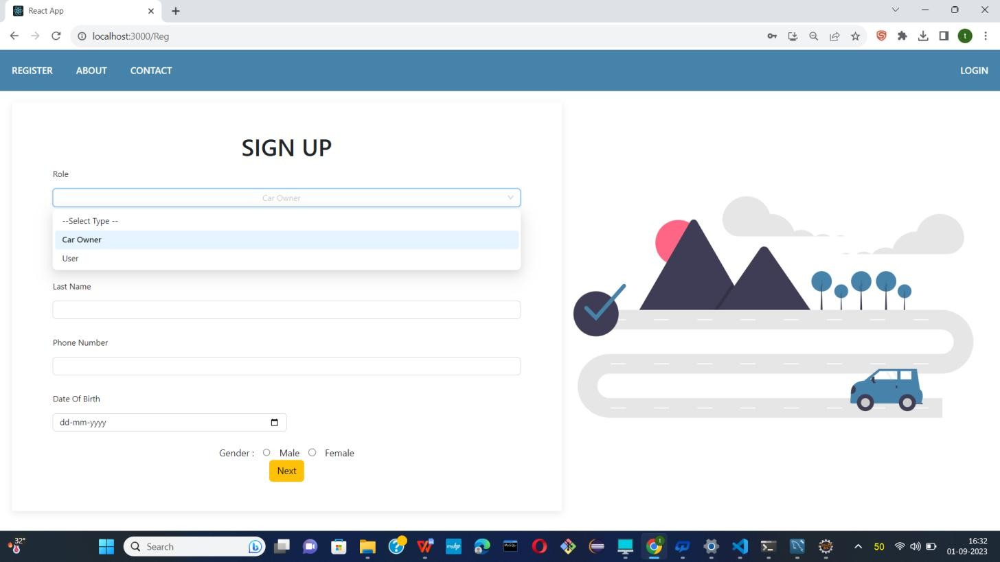 React App
localhost:3000/Reg
t
REGISTER ABOUT CONTACT LOGIN
SIGN UP
Role
Car Owner
--Select Type --
Car Owner
User
Last Name
Phone Number
Date Of Birth
dd-mm-yyyy
Gender : Male Female
Next
32°
Search
myhp
MySQL
t
50
16:32
01-09-2023